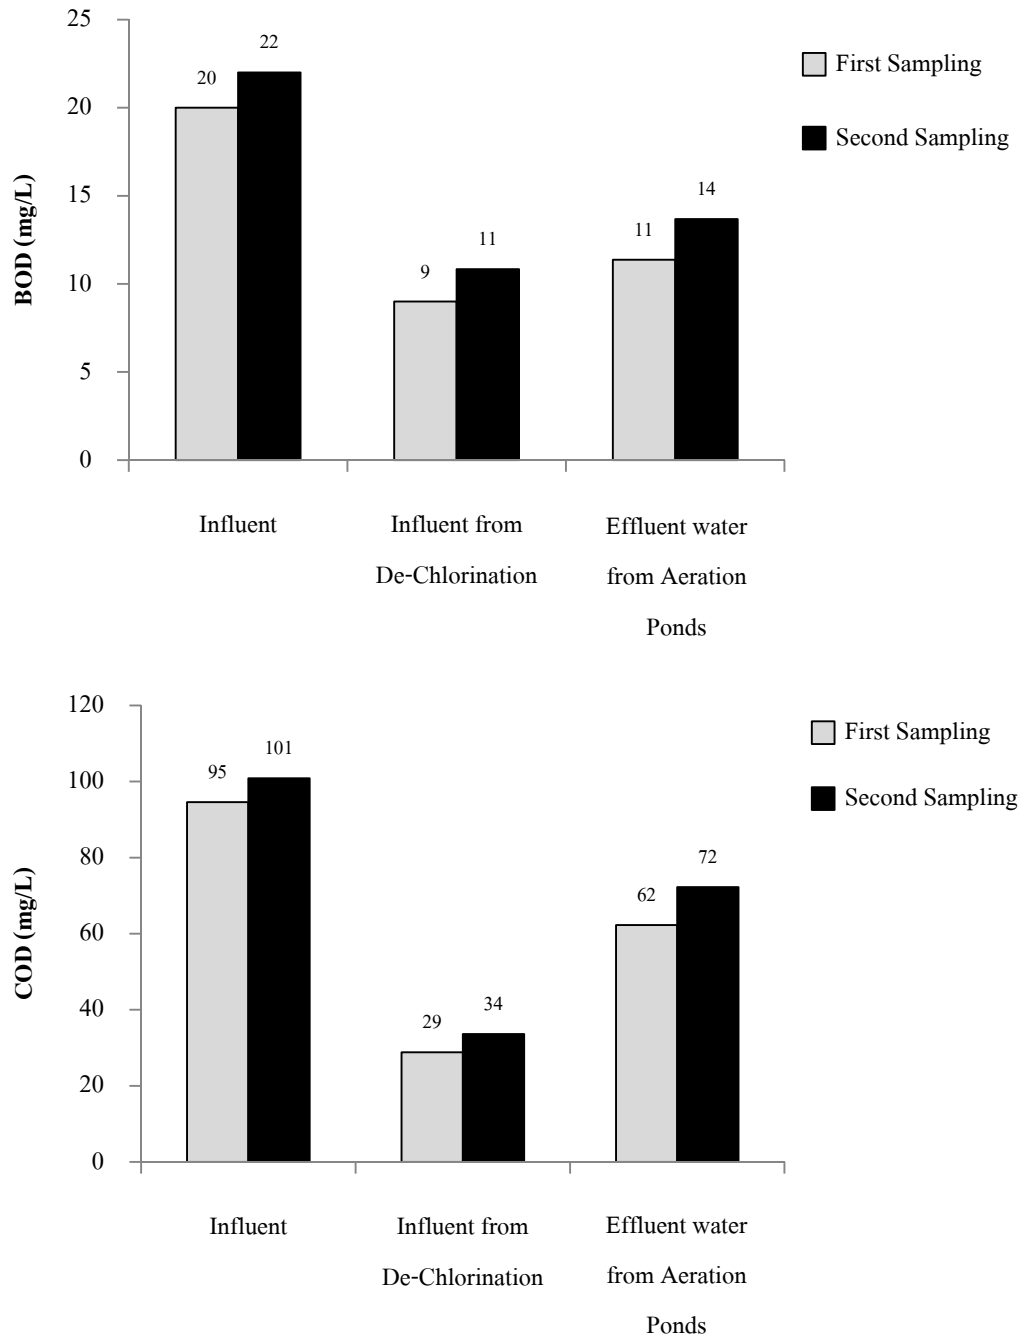 25
20
15
10
5
0
BOD (mg/L)
20
22
9
11
11
14
First Sampling
Second Sampling
Influent
Influent from
De-Chlorination
Effluent water
from Aeration
Ponds
120
100
80
60
40
20
0
COD (mg/L)
95
101
29
34
62
72
First Sampling
Second Sampling
Influent
Influent from
De-Chlorination
Effluent water
from Aeration
Ponds